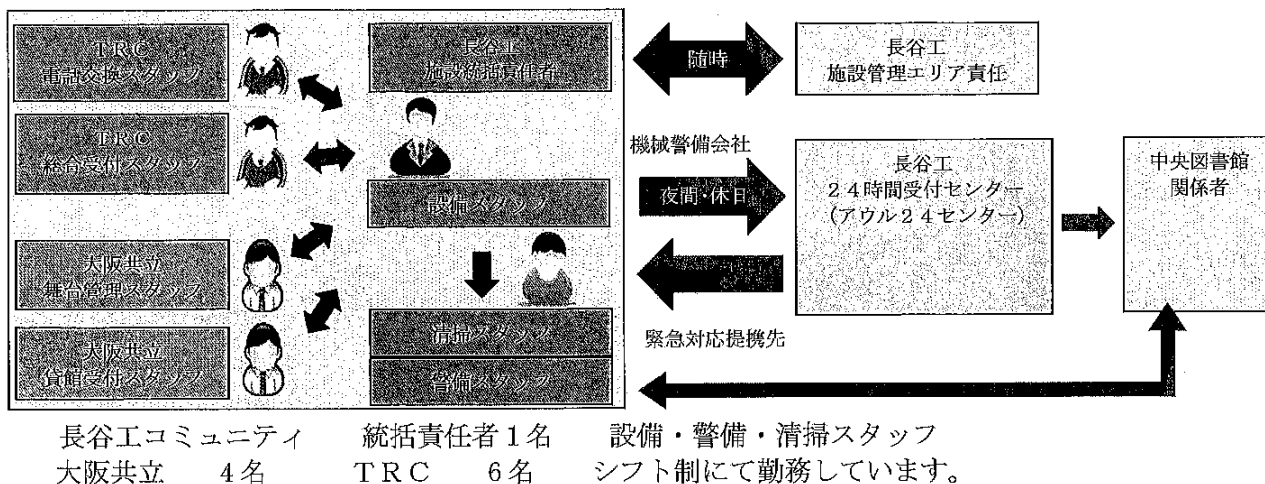 TRC
電話交換スタッフ
TRC
総合受付スタッフ
大阪共立
舞台管理スタッフ
大阪共立
貸館受付スタッフ
長谷工
施設統括責任者
設備スタッフ
清掃スタッフ
警備スタッフ
随時
機械警備会社
夜間・休日
緊急対応提携先
長谷工
施設管理エリア責任
長谷工
24時間受付センター
(アウル24センター)
中央図書館
関係者
長谷工コミュニティ 統括責任者1名 設備・警備・清掃スタッフ
大阪共立 4名 TRC 6名 シフト制にて勤務しています。